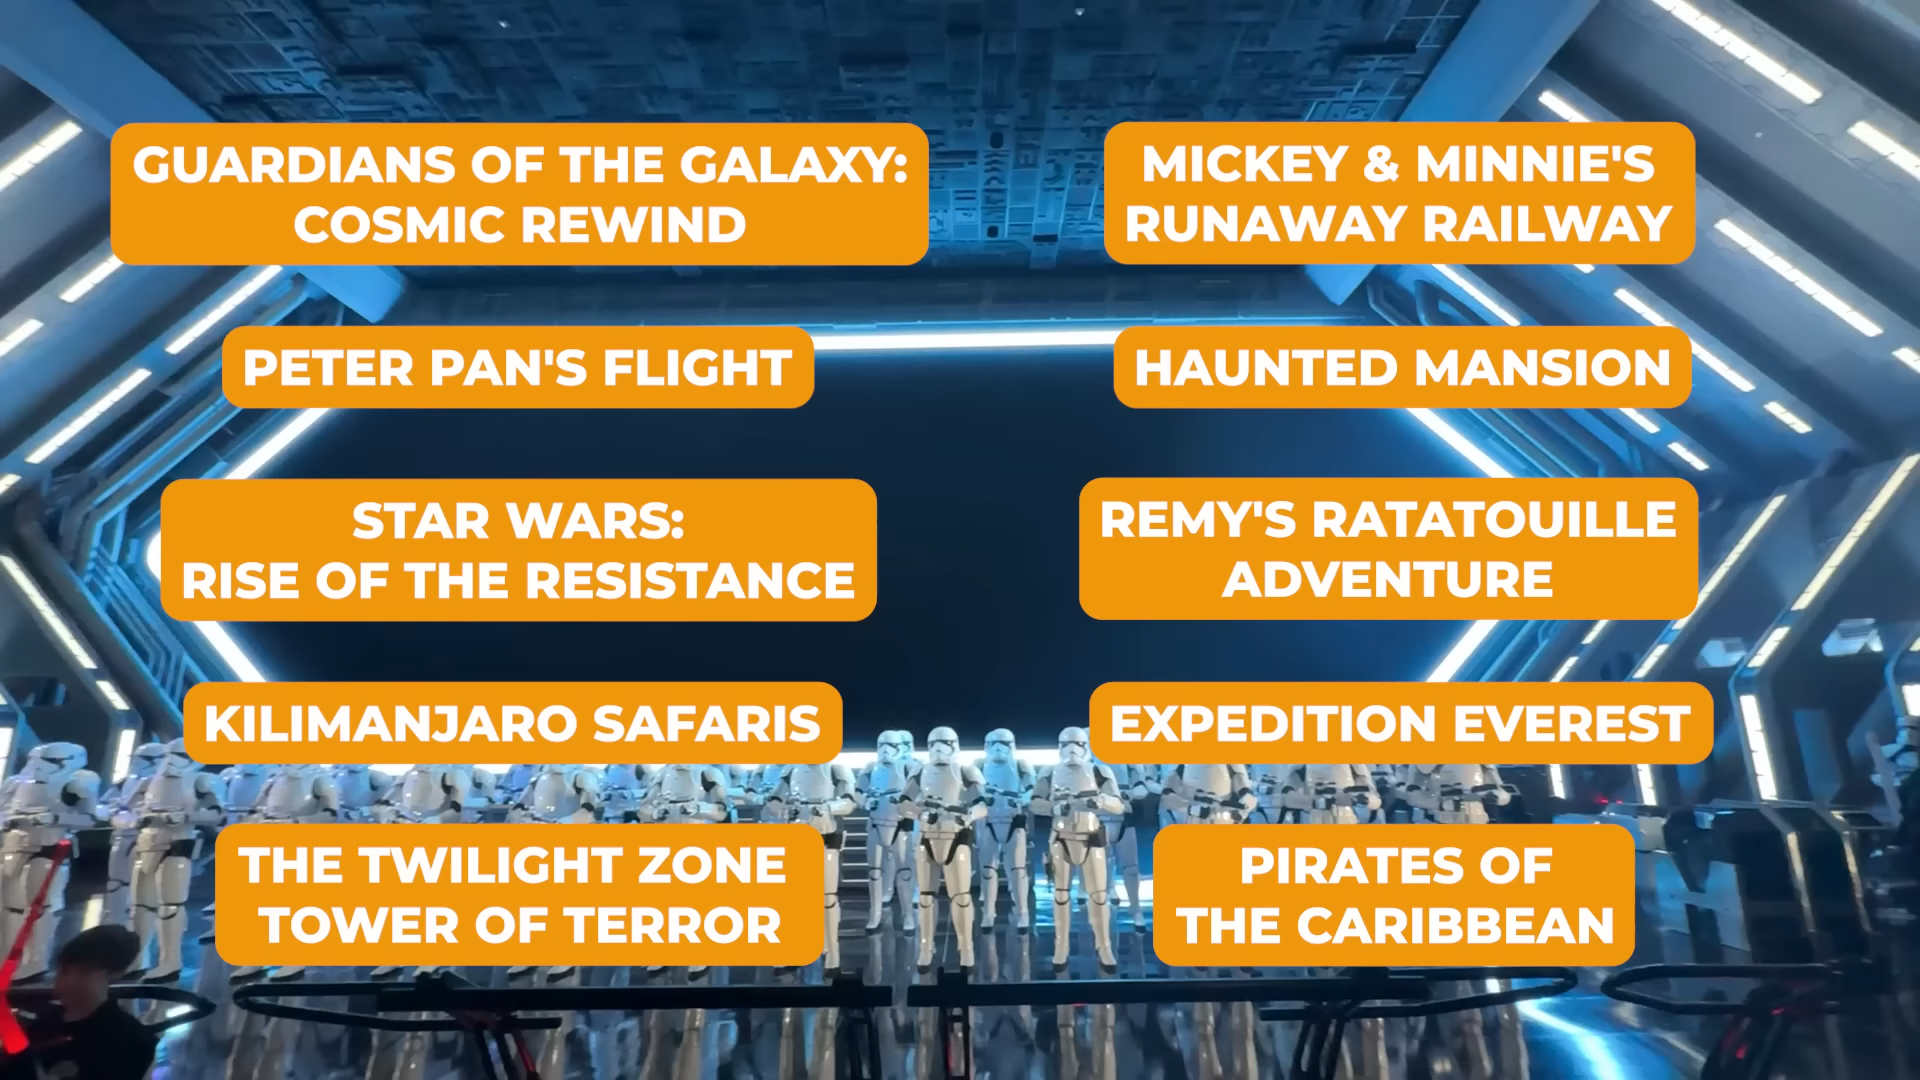 GUARDIANS OF THE GALAXY:
COSMIC REWIND
MICKEY & MINNIE'S
RUNAWAY RAILWAY
PETER PAN'S FLIGHT
HAUNTED MANSION
STAR WARS:
RISE OF THE RESISTANCE
REMY'S RATATOUILLE
ADVENTURE
KILIMANJARO SAFARIS
EXPEDITION EVEREST
THE TWILIGHT ZONE
TOWER OF TERROR
PIRATES OF
THE CARIBBEAN